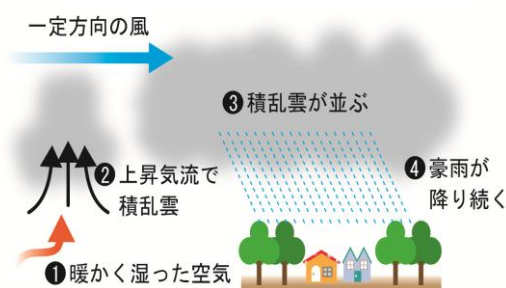 一定方向の風
❸積乱雲が並ぶ
❷上昇気流で
積乱雲
❹豪雨が
降り続く
❶暖かく湿った空気